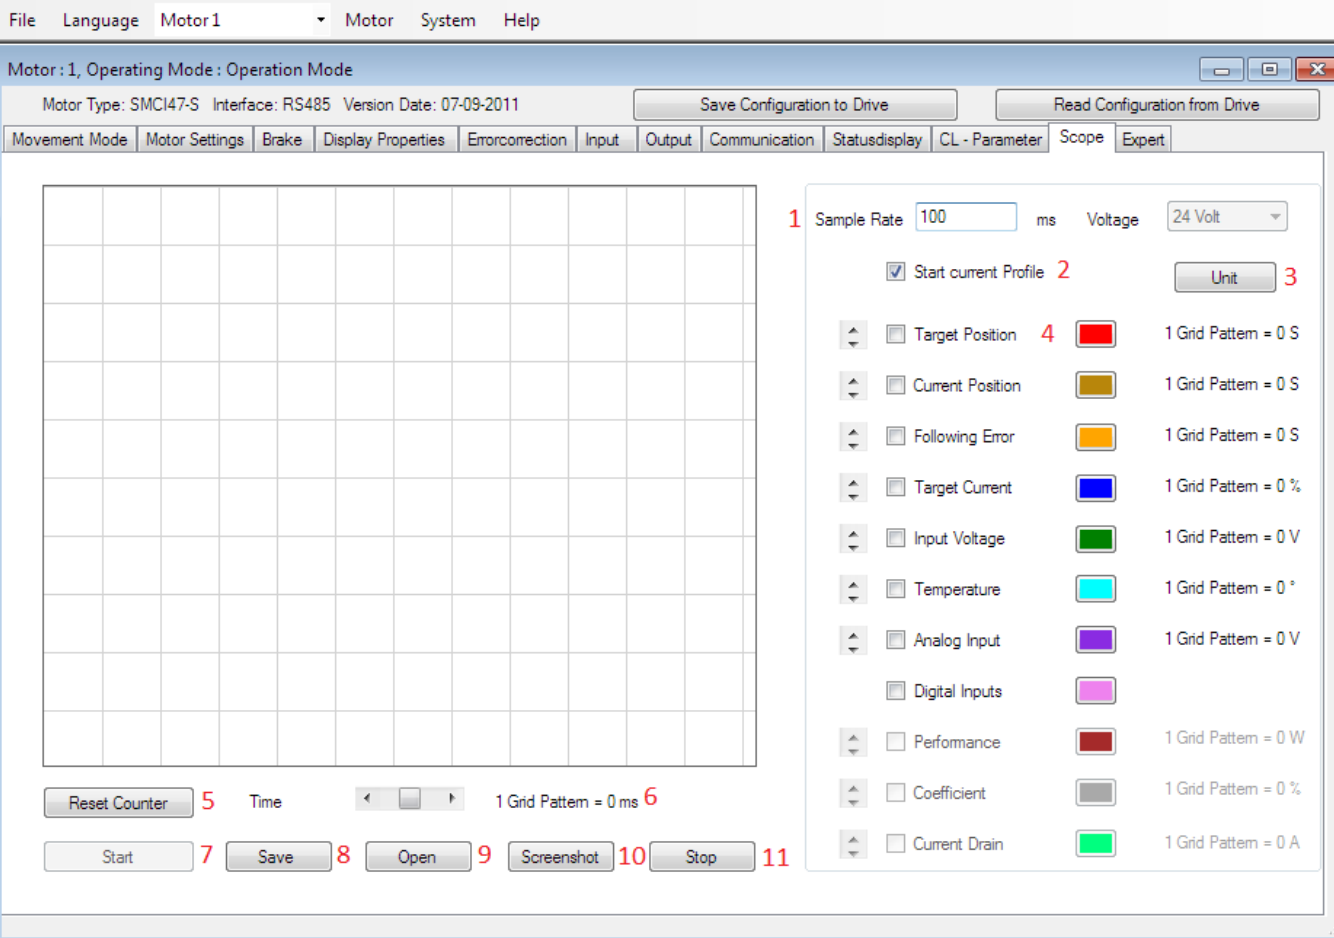 File Language Motor 1 Motor System Help
Motor : 1, Operating Mode : Operation Mode
Motor Type: SMCI47-S Interface: RS485 Version Date: 07-09-2011 Save Configuration to Drive Read Configuration from Drive
Movement Mode Motor Settings Brake Display Properties Errorcorrection Input Output Communication Statusdisplay CL - Parameter Scope Expert
1 Sample Rate 100 ms Voltage 24 Volt
Start current Profile 2 Unit 3
Target Position 4 1 Grid Pattern = 0 S
Current Position 1 Grid Pattern = 0 S
Following Error 1 Grid Pattern = 0 S
Target Current 1 Grid Pattern = 0 %
Input Voltage 1 Grid Pattern = 0 V
Temperature 1 Grid Pattern = 0 °
Analog Input 1 Grid Pattern = 0 V
Digital Inputs
Performance 1 Grid Pattern = 0 W
Coefficient 1 Grid Pattern = 0 %
Current Drain 1 Grid Pattern = 0 A
Reset Counter 5 Time 1 Grid Pattern = 0 ms 6
Start 7 Save 8 Open 9 Screenshot 10 Stop 11